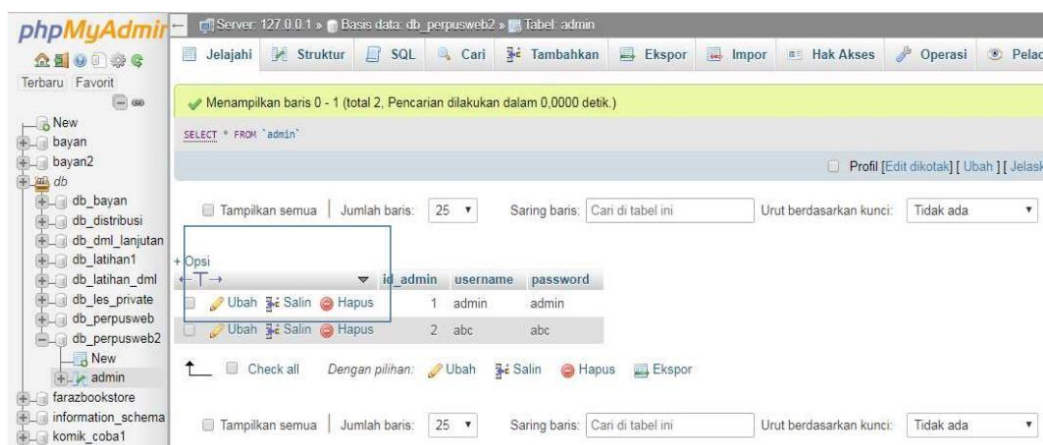 phpMyAdmin
Terbaru Favorit
New
bayan
bayan2
db
db_bayan
db_distribusi
db_dml_lanjutan
db_latihan1
db_latihan_dml
db_les_private
db_perpusweb
db_perpusweb2
New
admin
farazbookstore
information_schema
komik_coba1
Server: 127.0.0.1 » Basis data: db_perpusweb2 » Tabel: admin
Jelajahi Struktur SQL Cari Tambahkan Ekspor Impor Hak Akses Operasi Pelac
Menampilkan baris 0 - 1 (total 2, Pencarian dilakukan dalam 0,0000 detik.)
SELECT * FROM `admin`
Profil [Edit dikotak] [ Ubah ] [ Jelask
Tampilkan semua | Jumlah baris: 25 Saring baris: Cari di tabel ini Urut berdasarkan kunci: Tidak ada
+ Opsi
←T→ id_admin username password
Ubah Salin Hapus 1 admin admin
Ubah Salin Hapus 2 abc abc
Check all Dengan pilihan: Ubah Salin Hapus Ekspor
Tampilkan semua | Jumlah baris: 25 Saring baris: Cari di tabel ini Urut berdasarkan kunci: Tidak ada